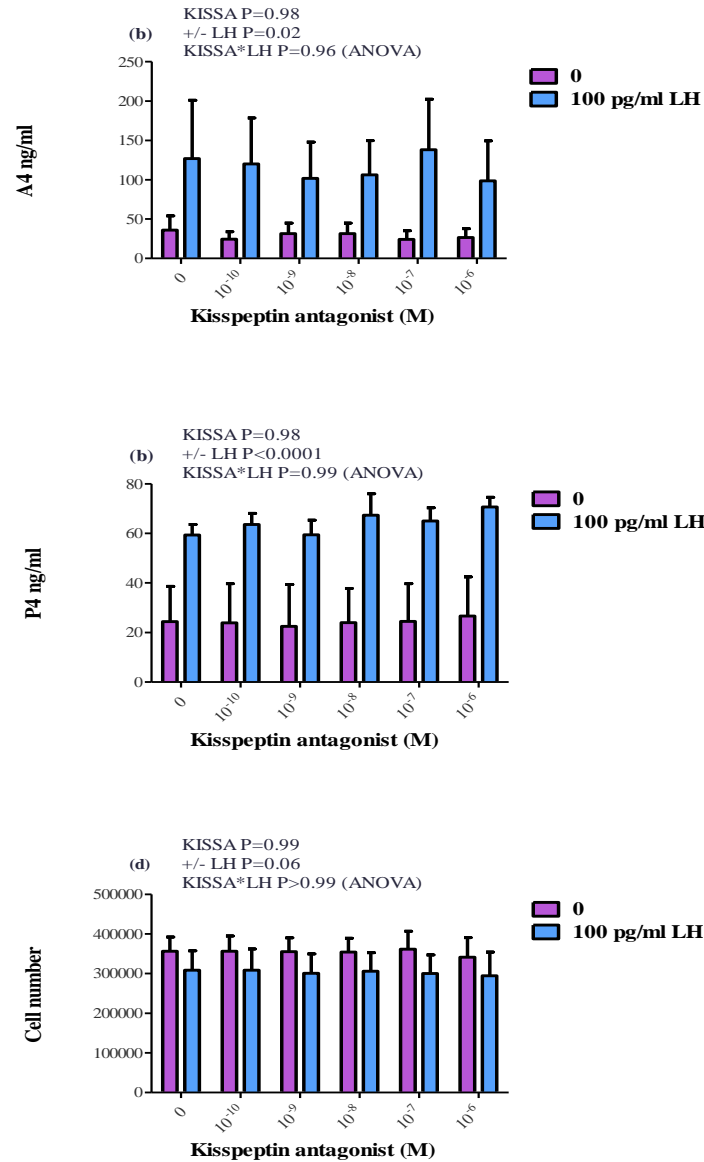 KISSA P=0.98
(b) +/- LH P=0.02
KISSA*LH P=0.96 (ANOVA)
250
200
150
100
50
0
A4 ng/ml
0
100 pg/ml LH
0 10⁻¹⁰ 10⁻⁹ 10⁻⁸ 10⁻⁷ 10⁻⁶
Kisspeptin antagonist (M)
KISSA P=0.98
(b) +/- LH P<0.0001
KISSA*LH P=0.99 (ANOVA)
80
60
40
20
0
P4 ng/ml
0
100 pg/ml LH
0 10⁻¹⁰ 10⁻⁹ 10⁻⁸ 10⁻⁷ 10⁻⁶
Kisspeptin antagonist (M)
KISSA P=0.99
(d) +/- LH P=0.06
KISSA*LH P>0.99 (ANOVA)
500000
400000
300000
200000
100000
0
Cell number
0
100 pg/ml LH
0 10⁻¹⁰ 10⁻⁹ 10⁻⁸ 10⁻⁷ 10⁻⁶
Kisspeptin antagonist (M)